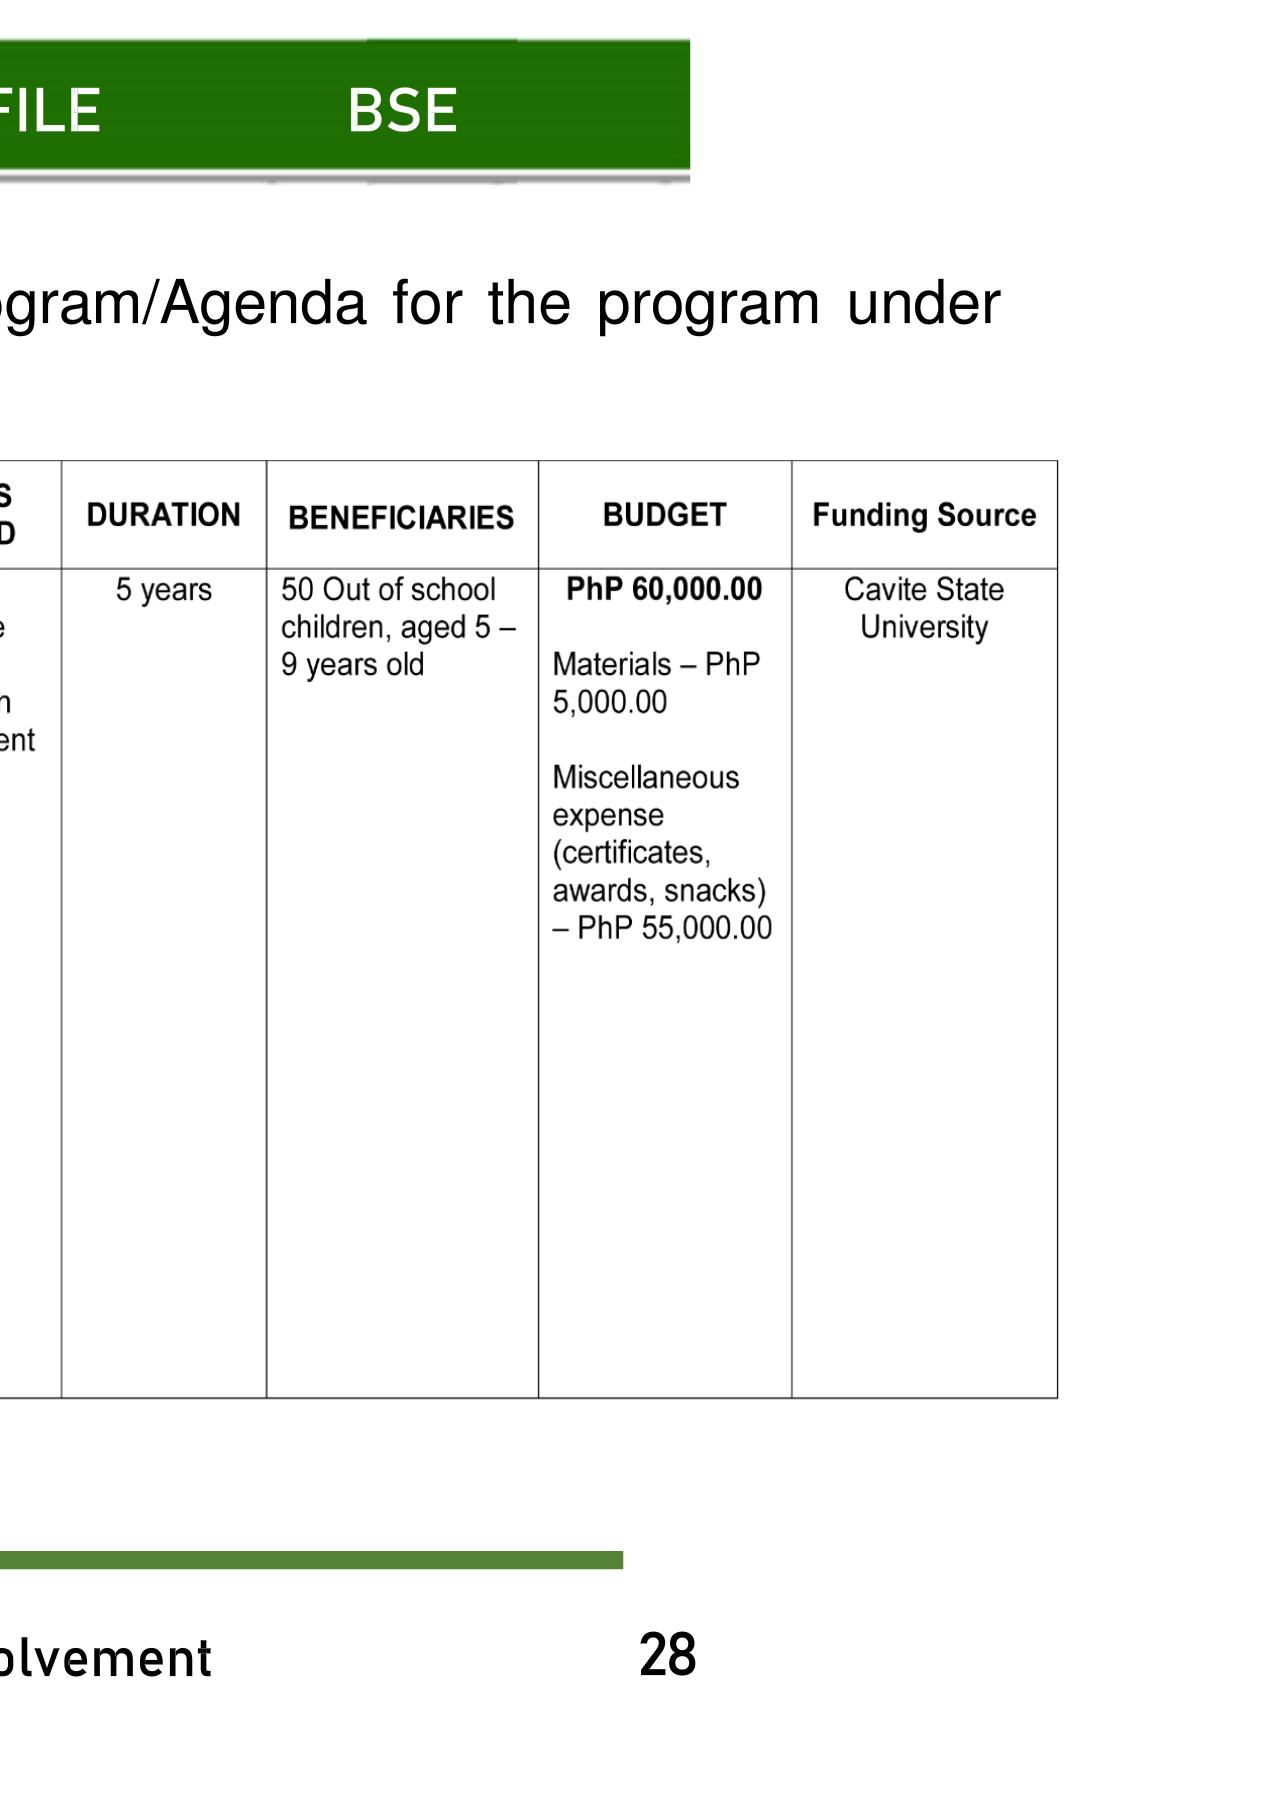 FILE BSE
ogram/Agenda for the program under
S
D
DURATION
BENEFICIARIES
BUDGET
Funding Source
e
n
ent
5 years
50 Out of school
children, aged 5 –
9 years old
PhP 60,000.00
Materials – PhP
5,000.00
Miscellaneous
expense
(certificates,
awards, snacks)
– PhP 55,000.00
Cavite State
University
olvement 28